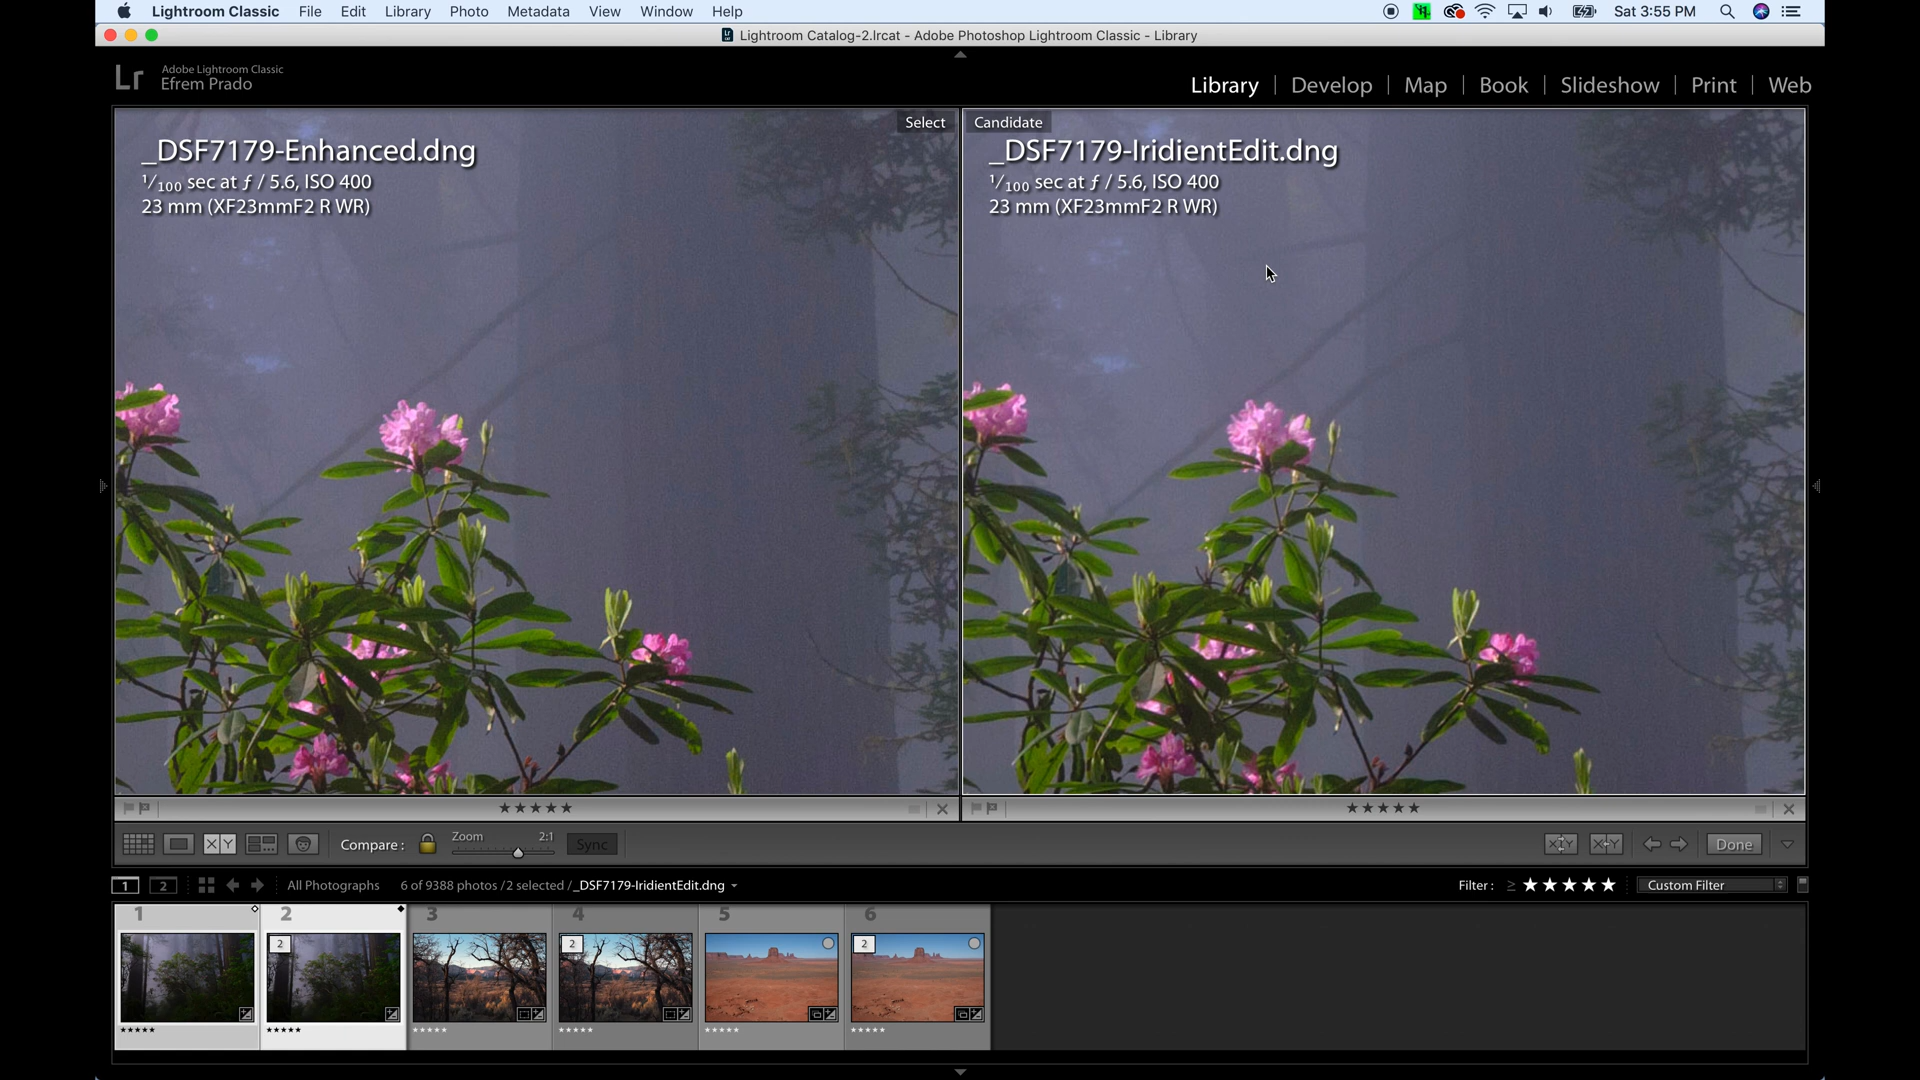 Lightroom Classic File Edit Library Photo Metadata View Window Help Sat 3:55 PM
Lightroom Catalog-2.lrcat - Adobe Photoshop Lightroom Classic - Library
Lr Adobe Lightroom Classic
Efrem Prado
Library | Develop | Map | Book | Slideshow | Print | Web
Select
_DSF7179-Enhanced.dng
1/100 sec at ƒ / 5.6, ISO 400
23 mm (XF23mmF2 R WR)
Candidate
_DSF7179-IridientEdit.dng
1/100 sec at ƒ / 5.6, ISO 400
23 mm (XF23mmF2 R WR)
★★★★★
★★★★★
XY Compare : Zoom 2:1 Sync Done
1 2 All Photographs 6 of 9388 photos /2 selected /_DSF7179-IridientEdit.dng Filter : ≥ ★★★★★ Custom Filter
1 2 3 4 5 6
2 2 2
★★★★★ ★★★★★ ★★★★★ ★★★★★ ★★★★★ ★★★★★